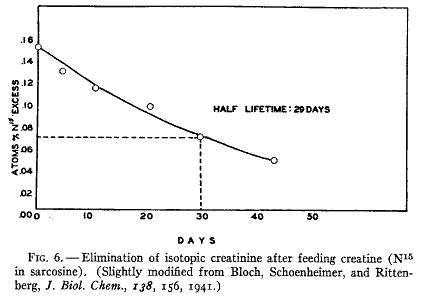 .16
.14
.12
.10
.08
.06
.04
.02
.00
ATOMS % N15 EXCESS
HALF LIFETIME: 29 DAYS
0
10
20
30
40
50
DAYS
FIG. 6.—Elimination of isotopic creatinine after feeding creatine (N15
in sarcosine). (Slightly modified from Bloch, Schoenheimer, and Ritten-
berg, J. Biol. Chem., 138, 156, 1941.)